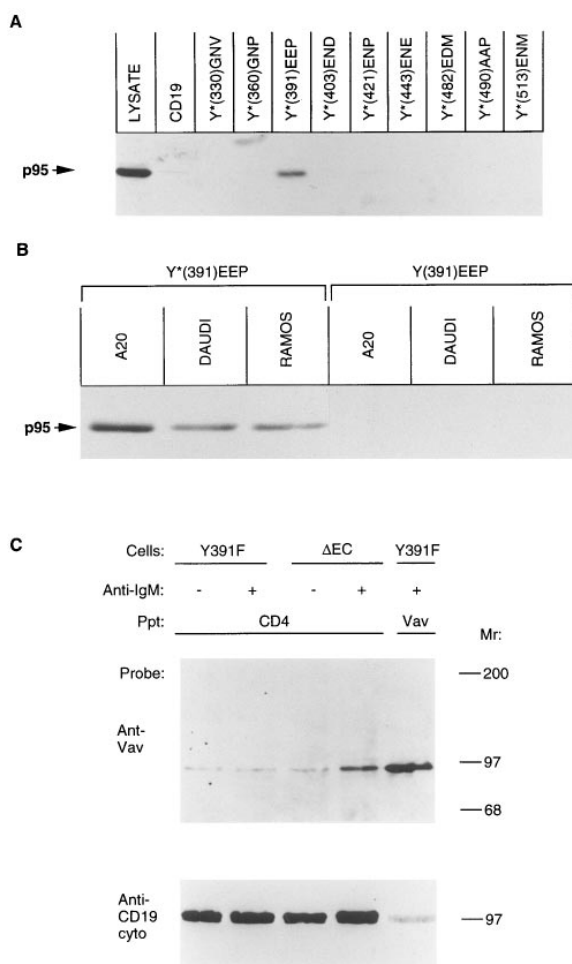 A
LYSATE
CD19
Y*(330)GNV
Y*(360)GNP
Y*(391)EEP
Y*(403)END
Y*(421)ENP
Y*(443)ENE
Y*(482)EDM
Y*(490)AAP
Y*(513)ENM
p95
B
Y*(391)EEP Y(391)EEP
A20 DAUDI RAMOS A20 DAUDI RAMOS
p95
C
Cells: Y391F ΔEC Y391F
Anti-IgM: - + - + +
Ppt: CD4 Vav Mr:
Probe: 200
Ant-
Vav
97
68
Anti-
CD19
cyto
97